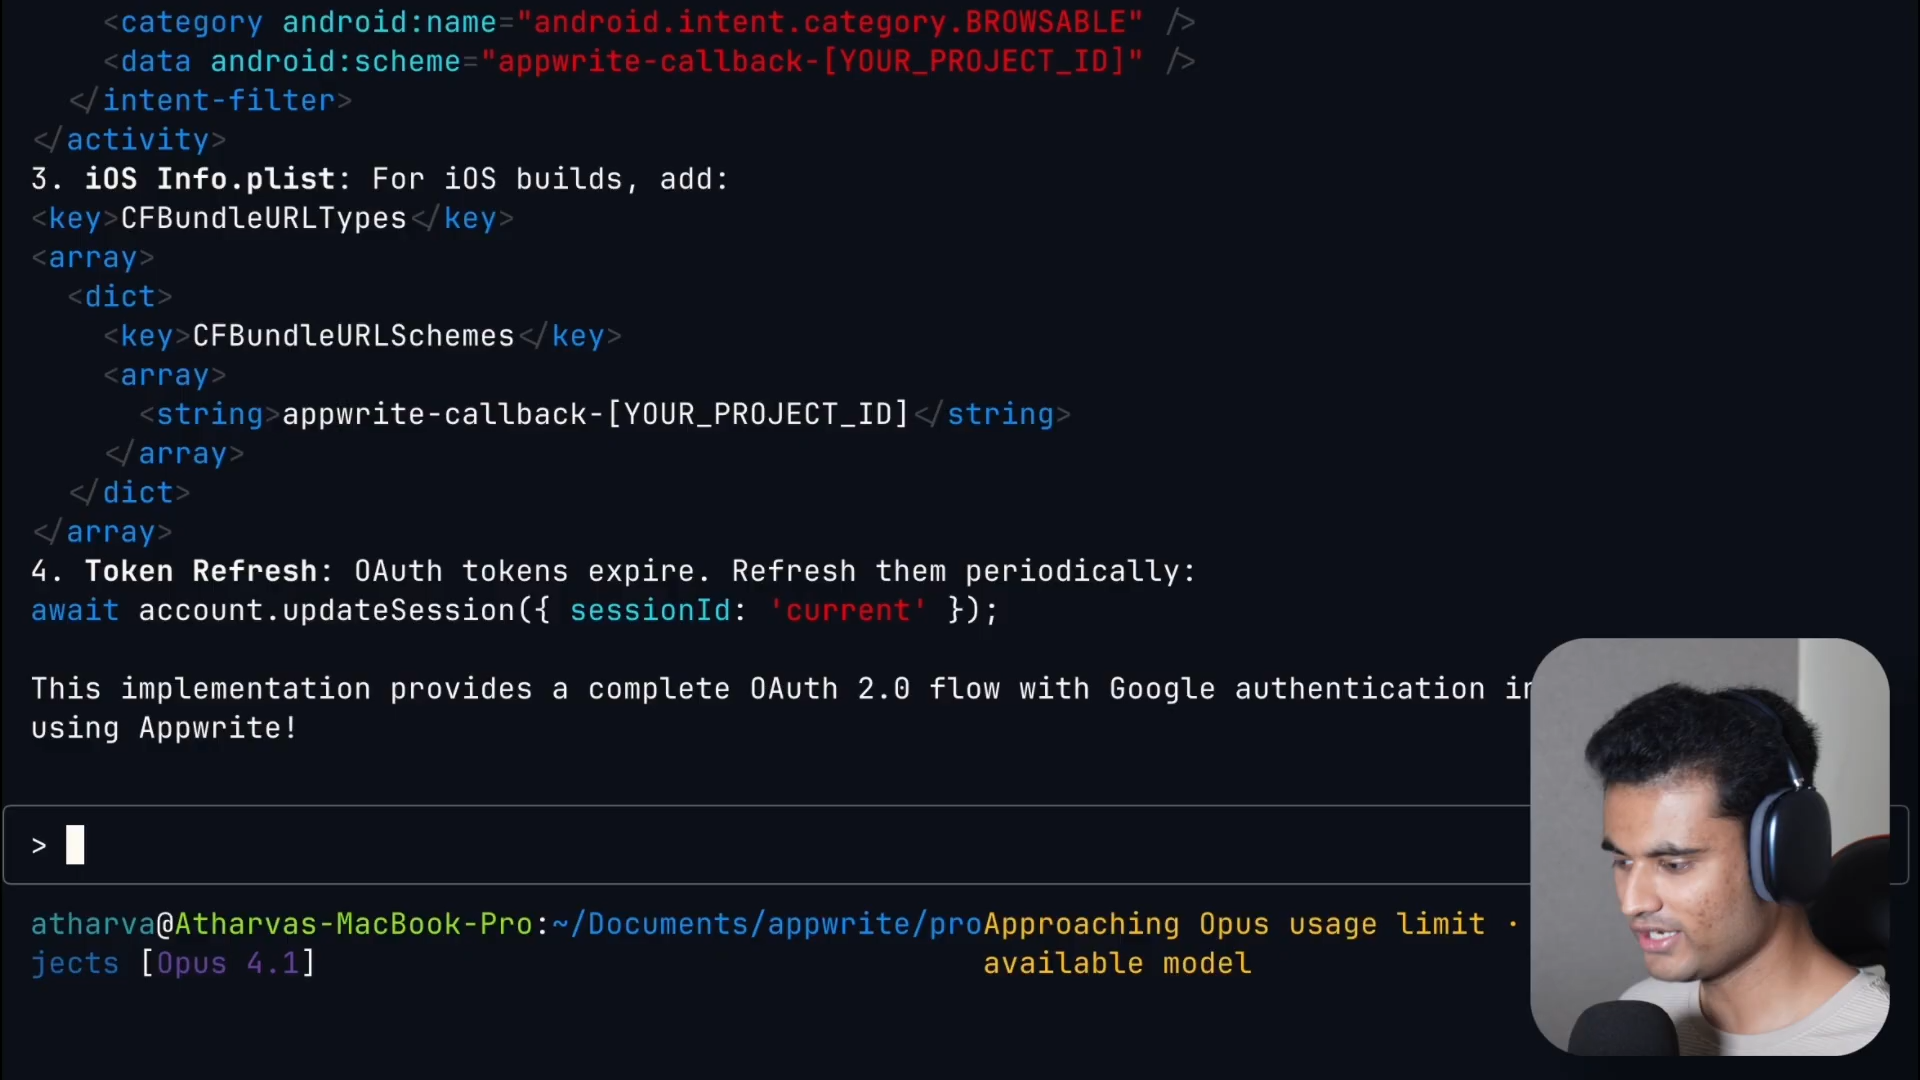 <category android:name="android.intent.category.BROWSABLE" />
<data android:scheme="appwrite-callback-[YOUR_PROJECT_ID]" />
</intent-filter>
</activity>
3. iOS Info.plist: For iOS builds, add:
<key>CFBundleURLTypes</key>
<array>
<dict>
<key>CFBundleURLSchemes</key>
<array>
<string>appwrite-callback-[YOUR_PROJECT_ID]</string>
</array>
</dict>
</array>
4. Token Refresh: OAuth tokens expire. Refresh them periodically:
await account.updateSession({ sessionId: 'current' });
This implementation provides a complete OAuth 2.0 flow with Google authentication
using Appwrite!
>
atharva@Atharvas-MacBook-Pro:~/Documents/appwrite/pro
jects [Opus 4.1]
Approaching Opus usage limit ·
available model